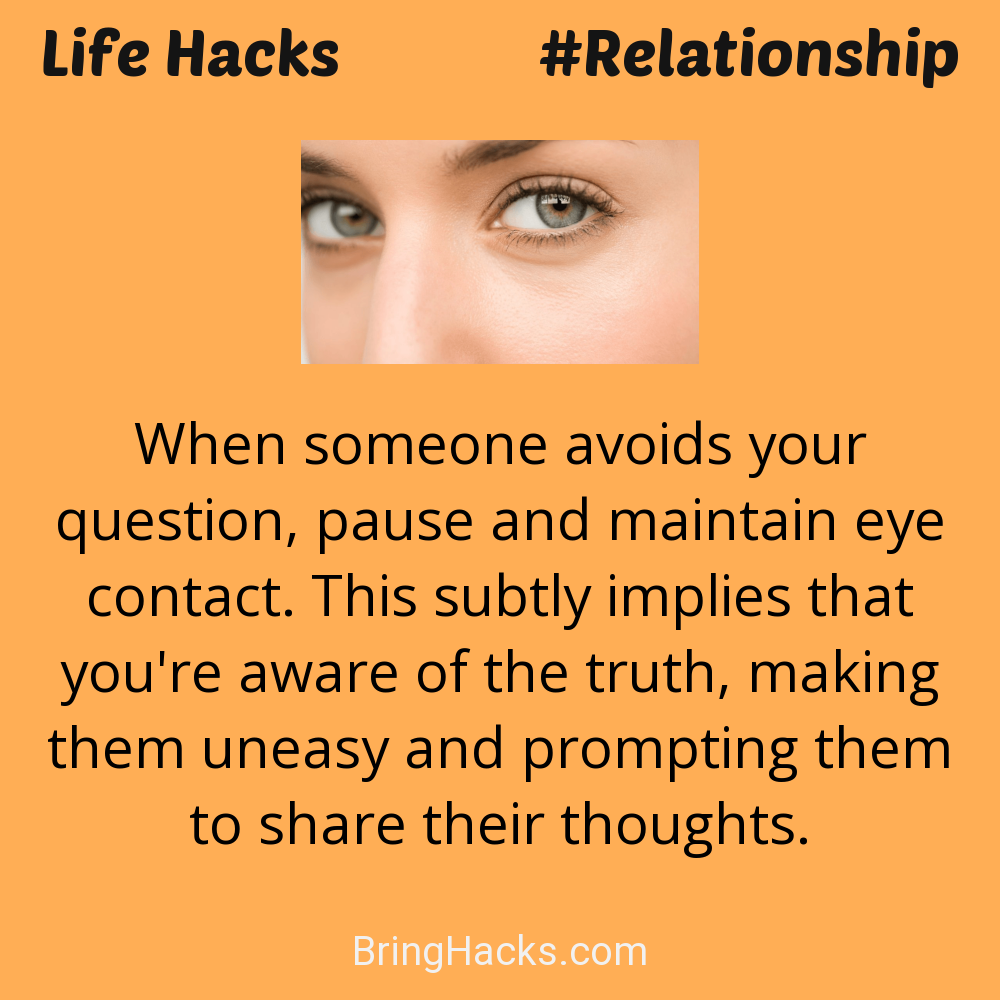 Life Hacks #Relationship
When someone avoids your
question, pause and maintain eye
contact. This subtly implies that
you're aware of the truth, making
them uneasy and prompting them
to share their thoughts.
BringHacks.com